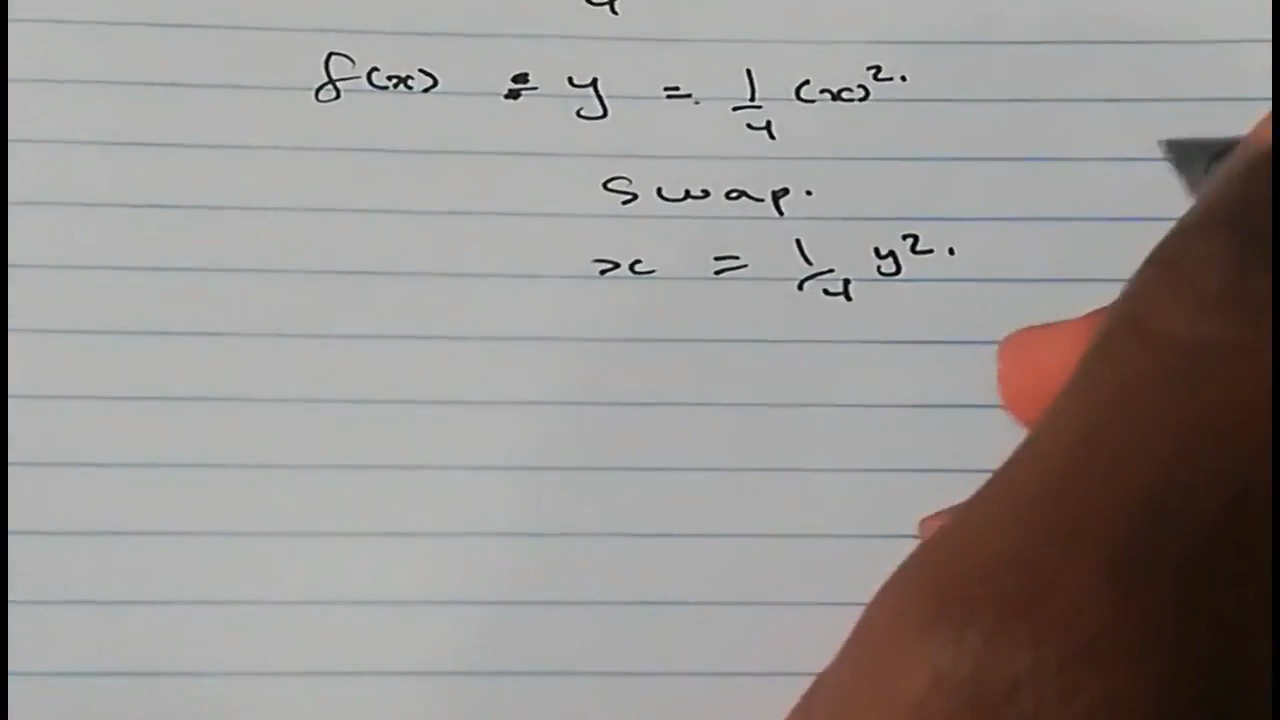 f(x) = y = 1/4 (x)².
Swap.
x = 1/4 y².